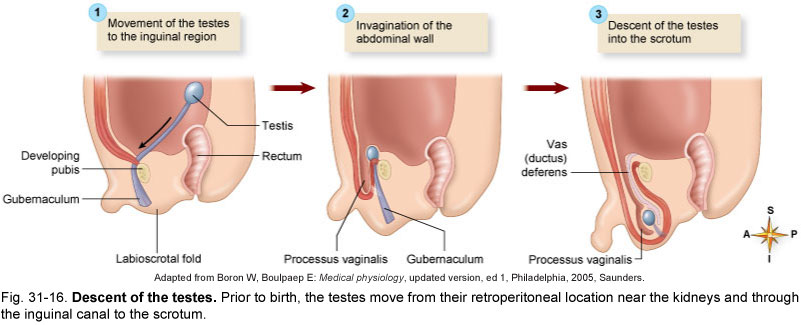 1
Movement of the testes
to the inguinal region
2
Invagination of the
abdominal wall
3
Descent of the testes
into the scrotum
Testis
Rectum
Developing
pubis
Gubernaculum
Labioscrotal fold
Processus vaginalis
Gubernaculum
Vas
(ductus)
deferens
Processus vaginalis
S
A
P
I
Adapted from Boron W, Boulpaep E: Medical physiology, updated version, ed 1, Philadelphia, 2005, Saunders.
Fig. 31-16. Descent of the testes. Prior to birth, the testes move from their retroperitoneal location near the kidneys and through
the inguinal canal to the scrotum.